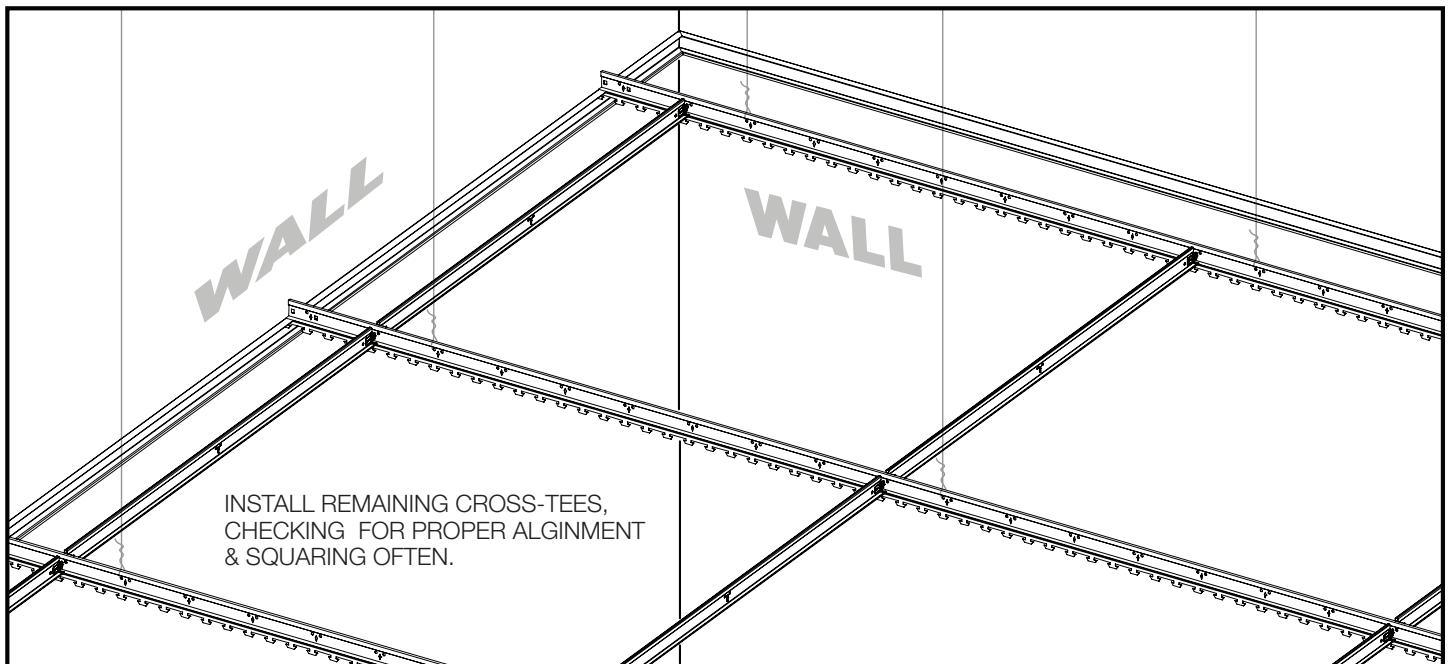 WALL
WALL
INSTALL REMAINING CROSS-TEES,
CHECKING  FOR PROPER ALGINMENT
& SQUARING OFTEN.